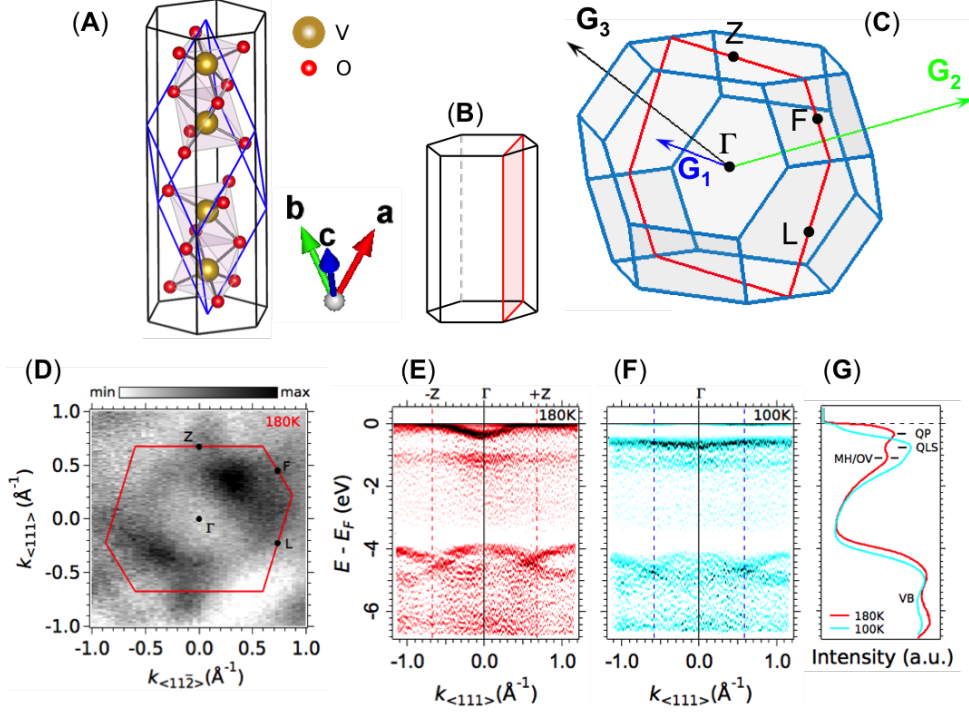 (A)
V
O
(B)
b
c
a
(C)
G₃
Z
G₂
F
Γ
G₁
L
(D)
min
max
180K
1.0
0.5
0.0
-0.5
-1.0
Z
F
Γ
L
k<111>(Å⁻¹)
-1.0 -0.5 0.0 0.5 1.0
k<112̄>(Å⁻¹)
(E)
-Z Γ +Z
180K
0
-2
-4
-6
E - E_F (eV)
-1.0 0.0 1.0
k<111>(Å⁻¹)
(F)
Γ
100K
-1.0 0.0 1.0
k<111>(Å⁻¹)
(G)
QP
QLS
MH/OV
VB
180K
100K
Intensity (a.u.)